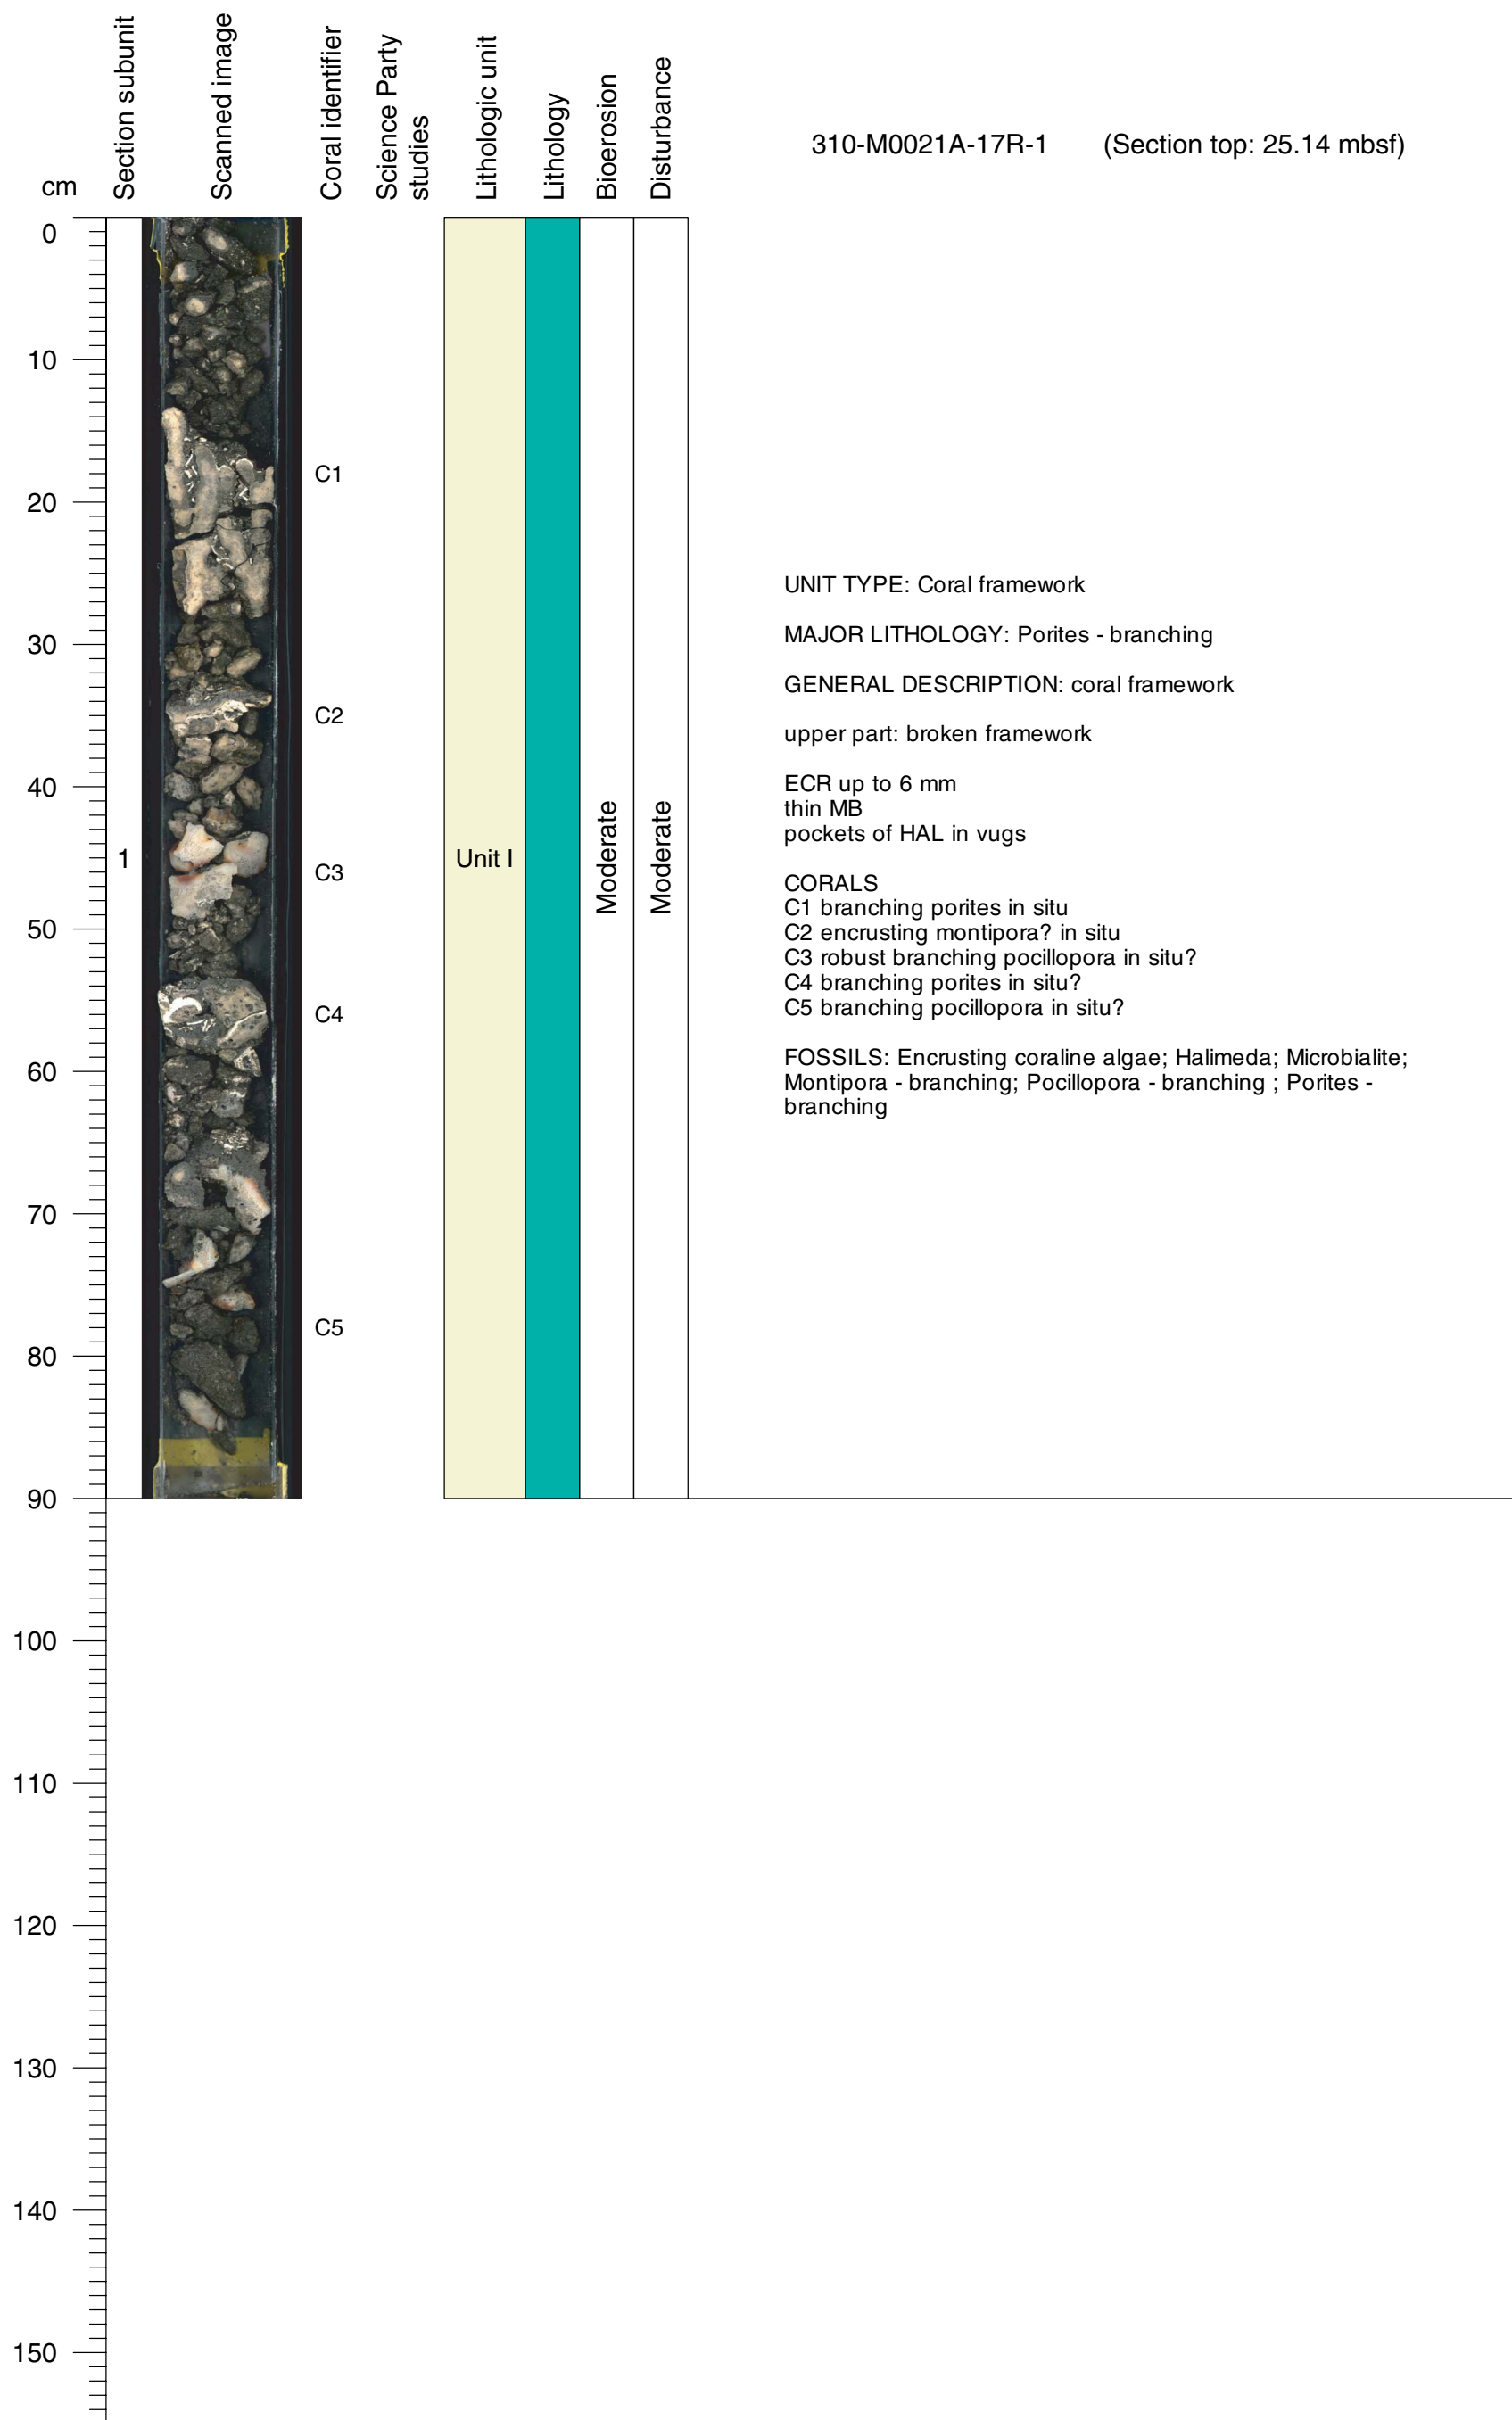 cm
Section subunit
Scanned image
Coral identifier
Science Party
studies
Lithologic unit
Lithology
Bioerosion
Disturbance
310-M0021A-17R-1 (Section top: 25.14 mbsf)
0
10
20
30
40
50
60
70
80
90
100
110
120
130
140
150
1
C1
C2
C3
C4
C5
Unit I
Moderate
Moderate
UNIT TYPE: Coral framework
MAJOR LITHOLOGY: Porites - branching
GENERAL DESCRIPTION: coral framework
upper part: broken framework
ECR up to 6 mm
thin MB
pockets of HAL in vugs
CORALS
C1 branching porites in situ
C2 encrusting montipora? in situ
C3 robust branching pocillopora in situ?
C4 branching porites in situ?
C5 branching pocillopora in situ?
FOSSILS: Encrusting coraline algae; Halimeda; Microbialite;
Montipora - branching; Pocillopora - branching ; Porites -
branching